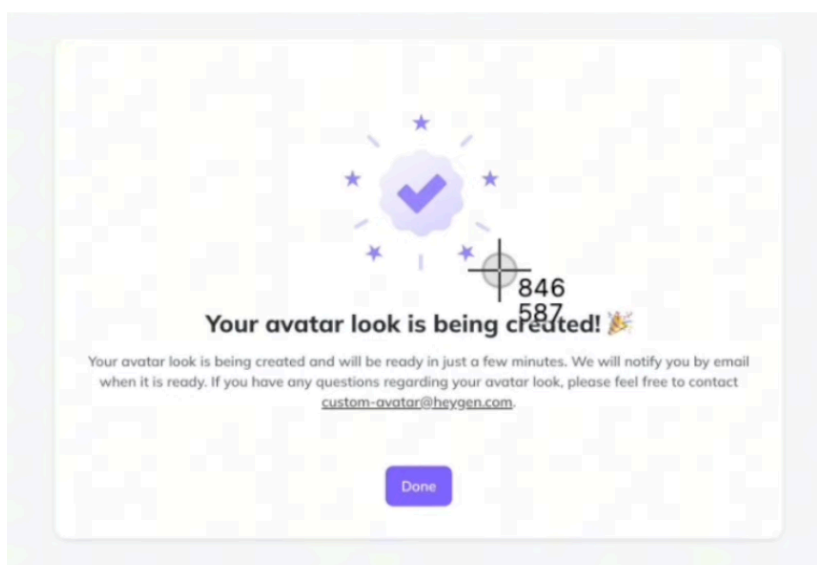 846
587
Your avatar look is being created! 🎉
Your avatar look is being created and will be ready in just a few minutes. We will notify you by email
when it is ready. If you have any questions regarding your avatar look, please feel free to contact
custom-avatar@heygen.com.
Done